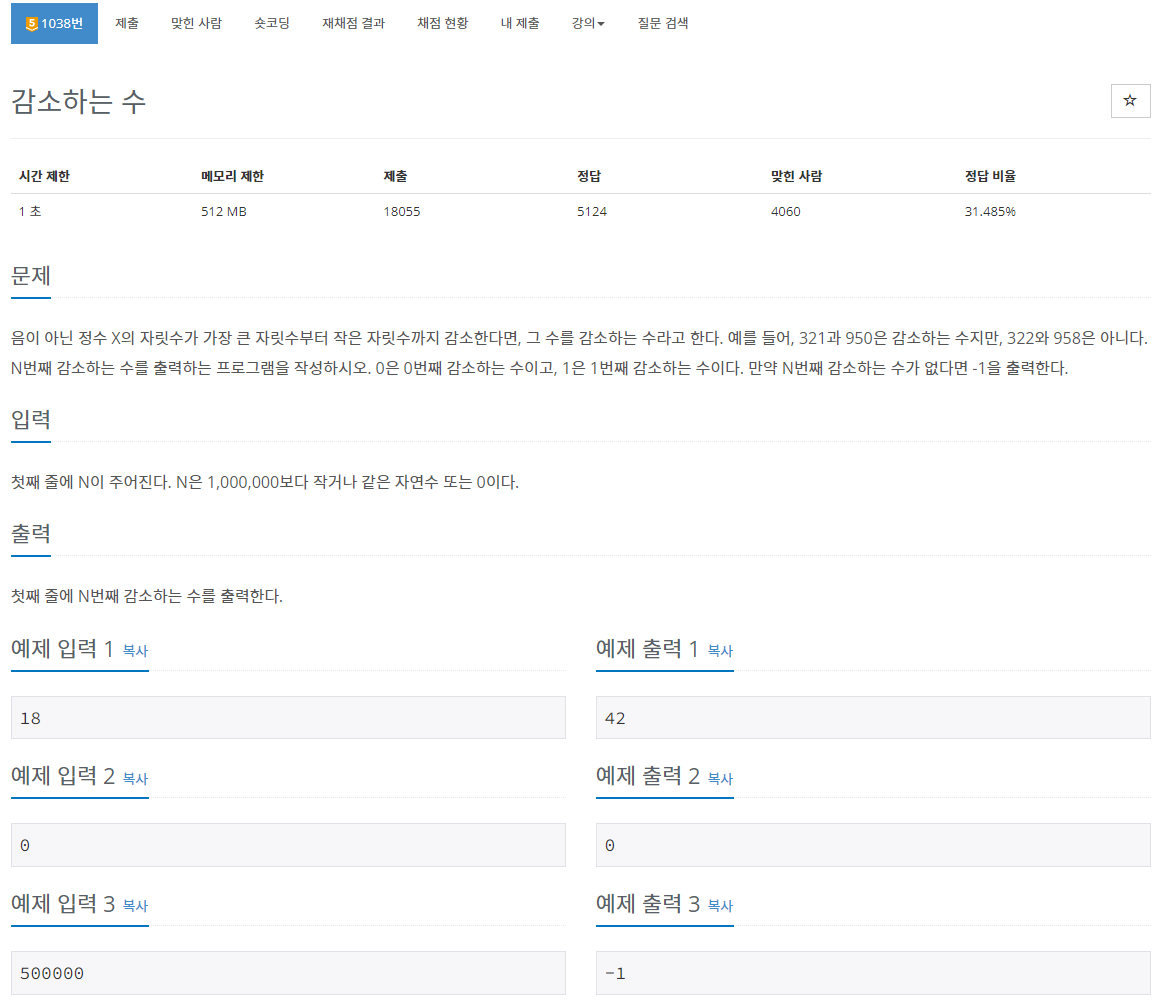 5 1038번 제출 맞힌 사람 숏코딩 재채점 결과 채점 현황 내 제출 강의 질문 검색
감소하는 수
시간 제한 메모리 제한 제출 정답 맞힌 사람 정답 비율
1 초 512 MB 18055 5124 4060 31.485%
문제
음이 아닌 정수 X의 자릿수가 가장 큰 자릿수부터 작은 자릿수까지 감소한다면, 그 수를 감소하는 수라고 한다. 예를 들어, 321과 950은 감소하는 수지만, 322와 958은 아니다.
N번째 감소하는 수를 출력하는 프로그램을 작성하시오. 0은 0번째 감소하는 수이고, 1은 1번째 감소하는 수이다. 만약 N번째 감소하는 수가 없다면 -1을 출력한다.
입력
첫째 줄에 N이 주어진다. N은 1,000,000보다 작거나 같은 자연수 또는 0이다.
출력
첫째 줄에 N번째 감소하는 수를 출력한다.
예제 입력 1 복사 예제 출력 1 복사
18 42
예제 입력 2 복사 예제 출력 2 복사
0 0
예제 입력 3 복사 예제 출력 3 복사
500000 -1